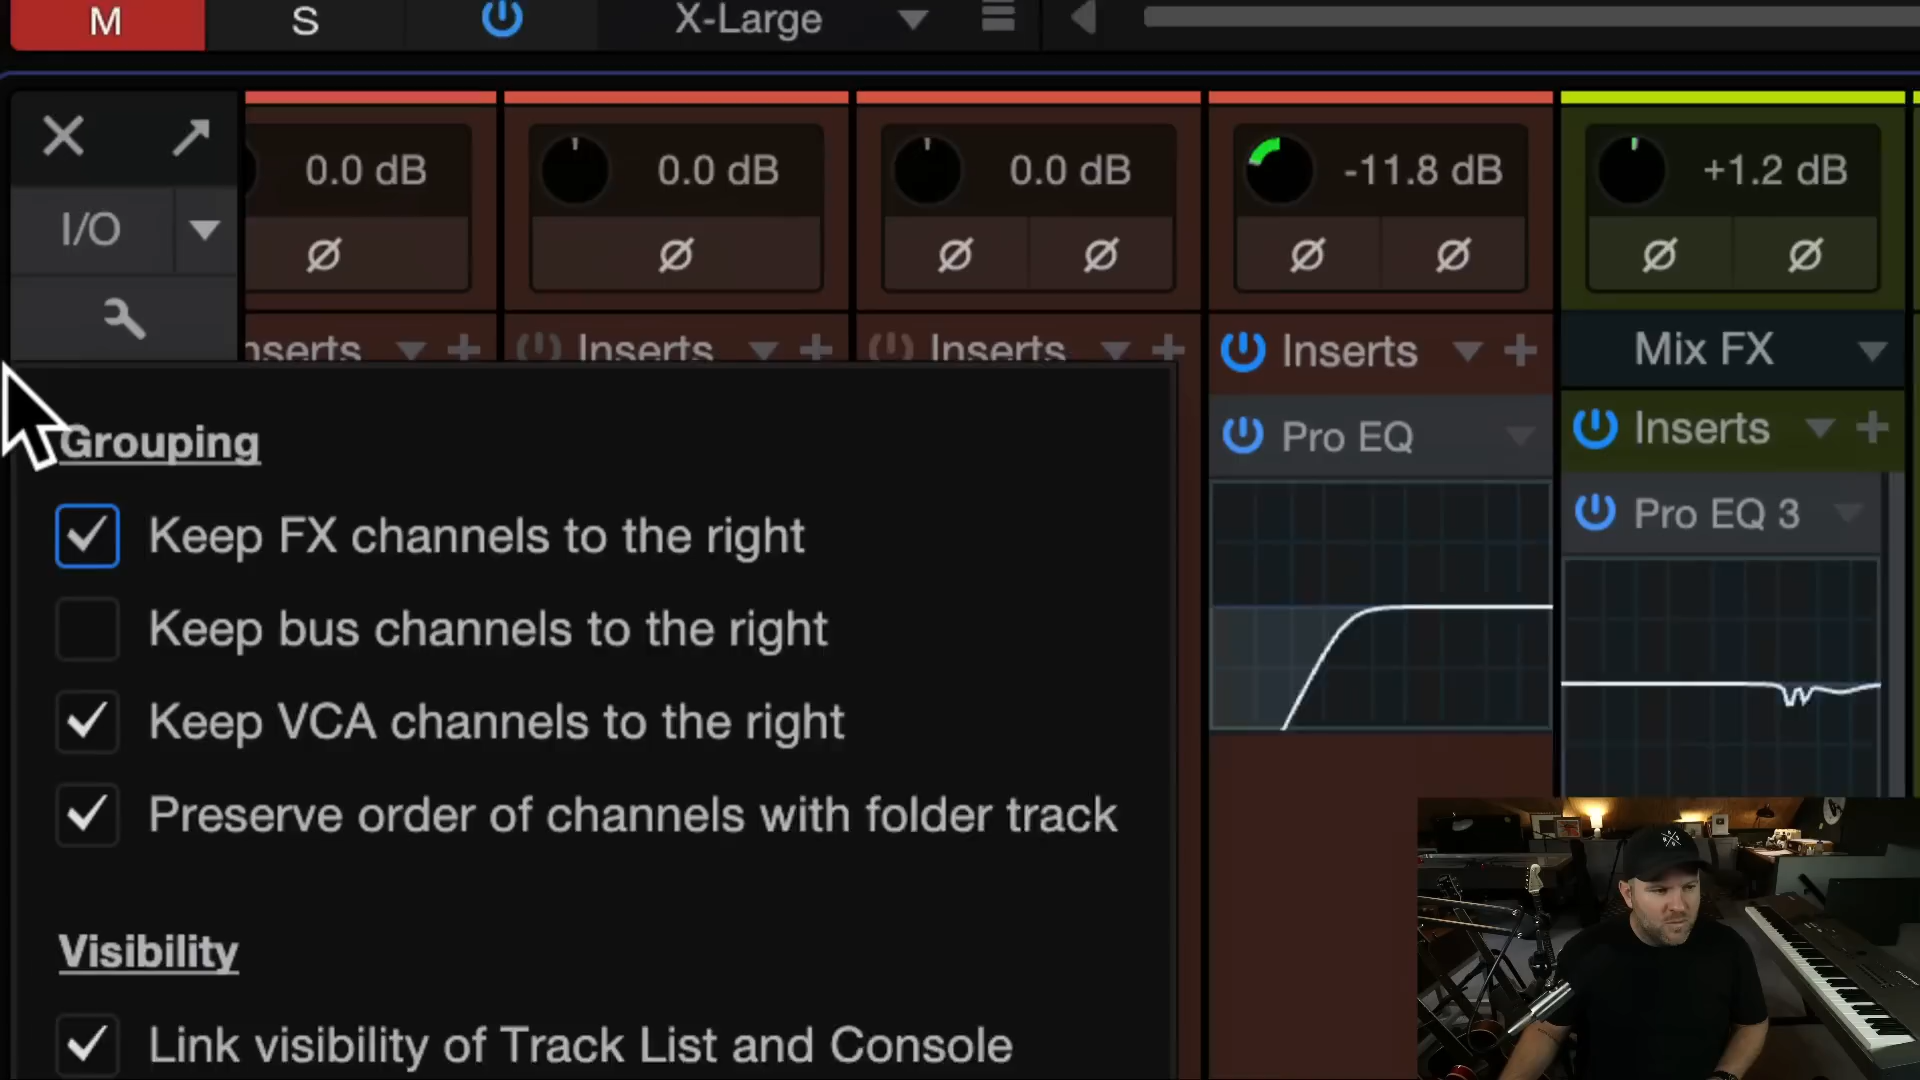 M S X-Large
0.0 dB 0.0 dB 0.0 dB -11.8 dB +1.2 dB
I/O Ø Ø Ø Ø Ø Ø Ø Ø
nserts Inserts Inserts Inserts Mix FX
Pro EQ Inserts
Pro EQ 3
Grouping
Keep FX channels to the right
Keep bus channels to the right
Keep VCA channels to the right
Preserve order of channels with folder track
Visibility
Link visibility of Track List and Console